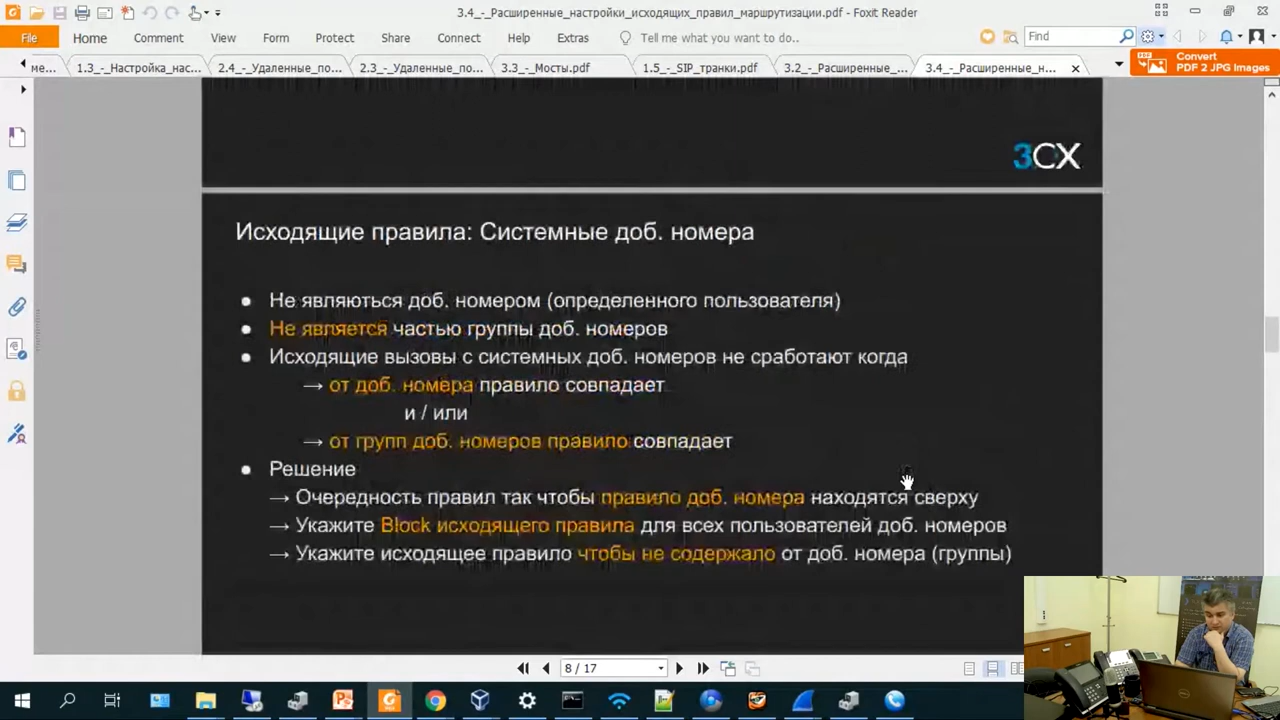 3.4_-_Расширенные_настройки_исходящих_правил_маршрутизации.pdf - Foxit Reader
File Home Comment View Form Protect Share Connect Help Extras Tell me what you want to do.. Find
ме... 1.3_-_Настройка_нас... 2.4_-_Удаленные_по... 2.3_-_Удаленные_по... 3.3_-_Мосты.pdf 1.5_-_SIP_транки.pdf 3.2_-_Расширенные_... 3.4_-_Расширенные_н...
Convert
PDF 2 JPG Images
3CX
Исходящие правила: Системные доб. номера
● Не являються доб. номером (определенного пользователя)
● Не является частью группы доб. номеров
● Исходящие вызовы с системных доб. номеров не сработают когда
→ от доб. номера правило совпадает
и / или
→ от групп доб. номеров правило совпадает
● Решение
→ Очередность правил так чтобы правило доб. номера находятся сверху
→ Укажите Block исходящего правила для всех пользователей доб. номеров
→ Укажите исходящее правило чтобы не содержало от доб. номера (группы)
8 / 17